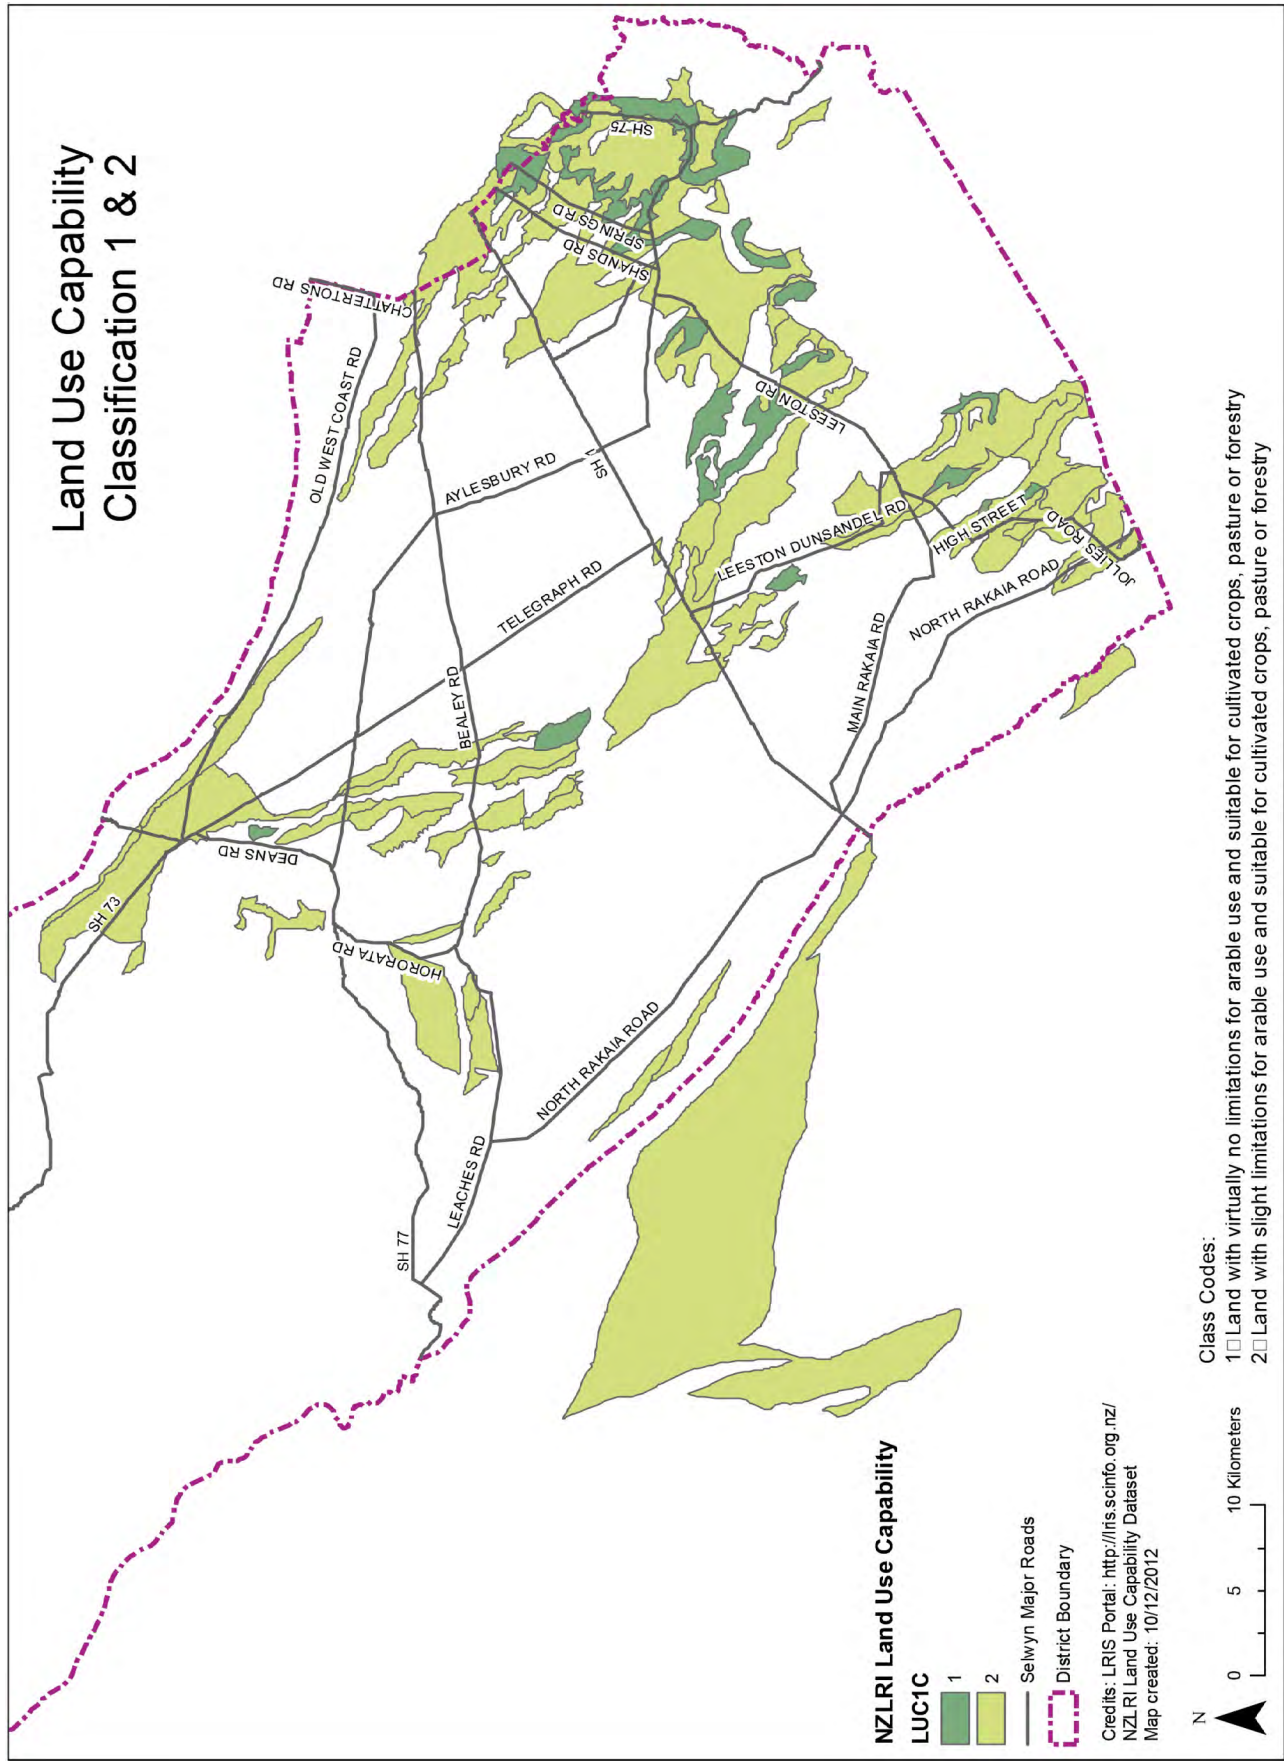 Land Use Capability
Classification 1 & 2
CHATTERTONS RD
OLD WEST COAST RD
SH 75
SPRINGS RD
SHANDS RD
SH 1
AYLESBURY RD
TELEGRAPH RD
LEESTON RD
LEESTON DUNSANDEL RD
HIGH STREET
JOLLIES ROAD
NORTH RAKAIA ROAD
MAIN RAKAIA RD
BEALEY RD
DEANS RD
SH 73
HORORATA RD
NORTH RAKAIA ROAD
LEACHES RD
SH 77
NZLRI Land Use Capability
LUC1C
1
2
Selwyn Major Roads
District Boundary
Credits: LRIS Portal: http://lris.scinfo.org.nz/
NZLRI Land Use Capability Dataset
Map created: 10/12/2012
N
0 5 10 Kilometers
Class Codes:
1□Land with virtually no limitations for arable use and suitable for cultivated crops, pasture or forestry
2□Land with slight limitations for arable use and suitable for cultivated crops, pasture or forestry